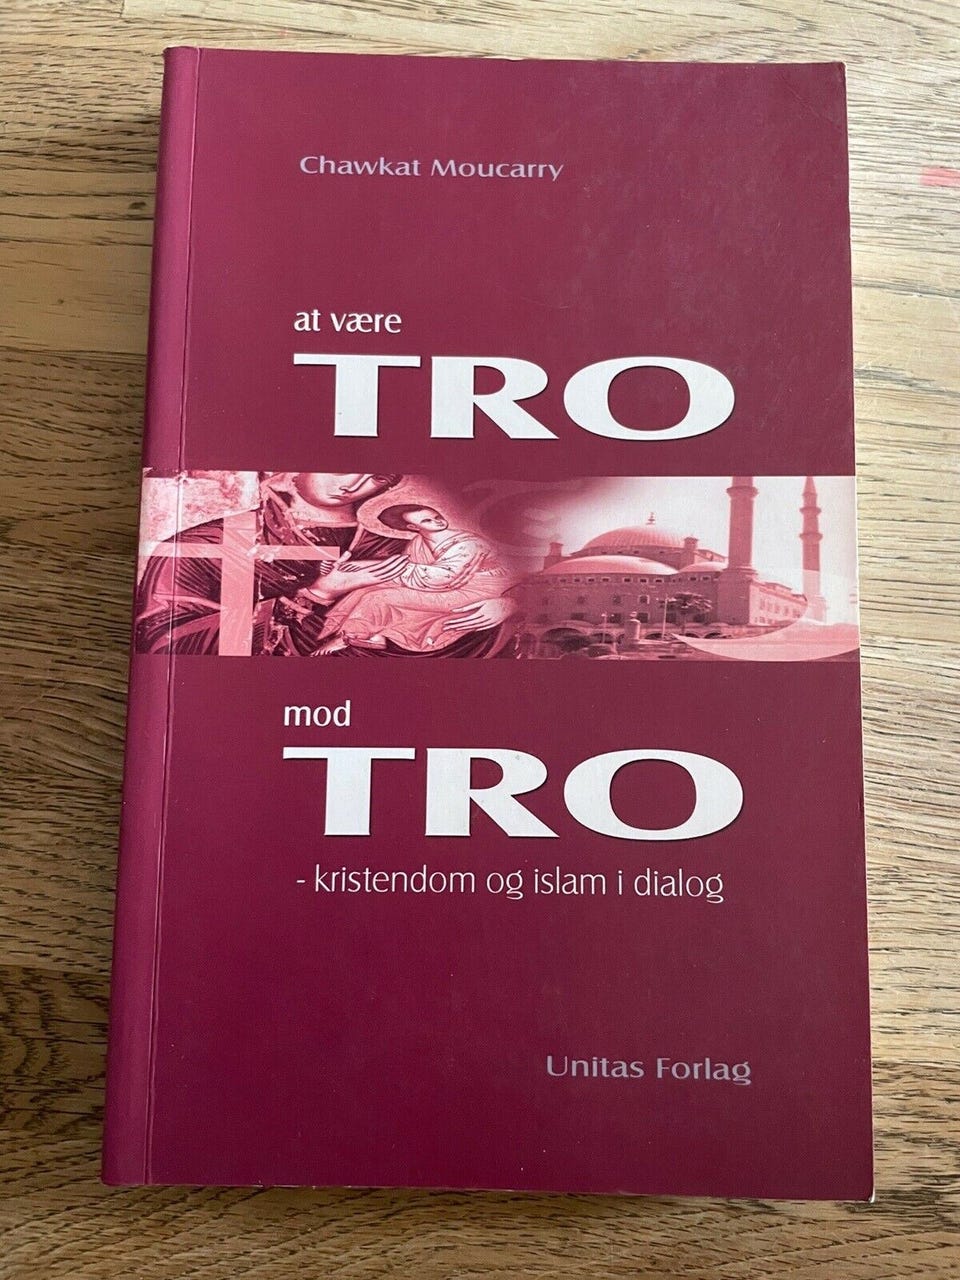 Chawkat Moucarry
at være
TRO
mod
TRO
- kristendom og islam i dialog
Unitas Forlag